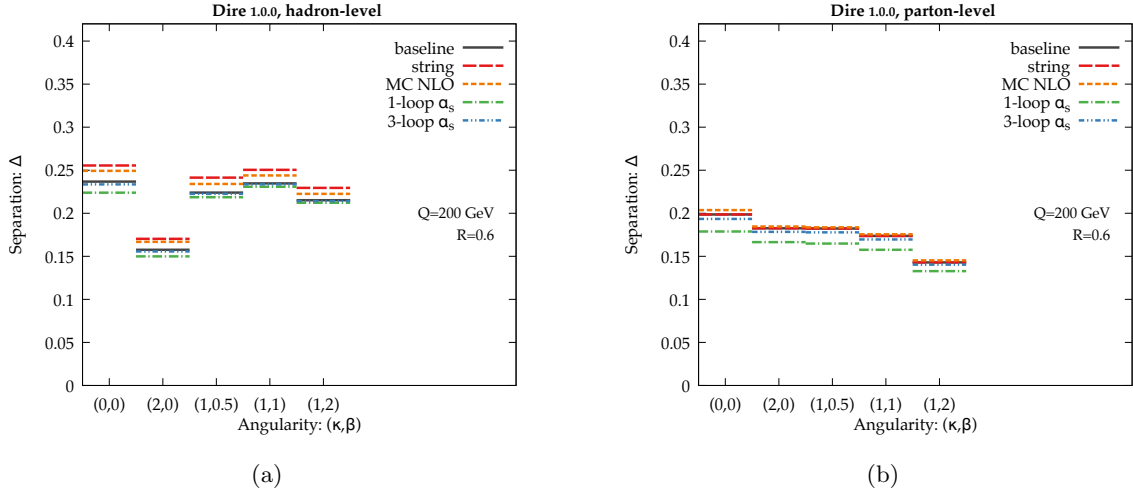 Dire 1.0.0, hadron-level
0.4
0.35
0.3
0.25
0.2
0.15
0.1
0.05
0
Separation: Δ
baseline
string
MC NLO
1-loop αs
3-loop αs
Q=200 GeV
R=0.6
(0,0) (2,0) (1,0.5) (1,1) (1,2)
Angularity: (κ,β)
(a)
Dire 1.0.0, parton-level
0.4
0.35
0.3
0.25
0.2
0.15
0.1
0.05
0
Separation: Δ
baseline
string
MC NLO
1-loop αs
3-loop αs
Q=200 GeV
R=0.6
(0,0) (2,0) (1,0.5) (1,1) (1,2)
Angularity: (κ,β)
(b)